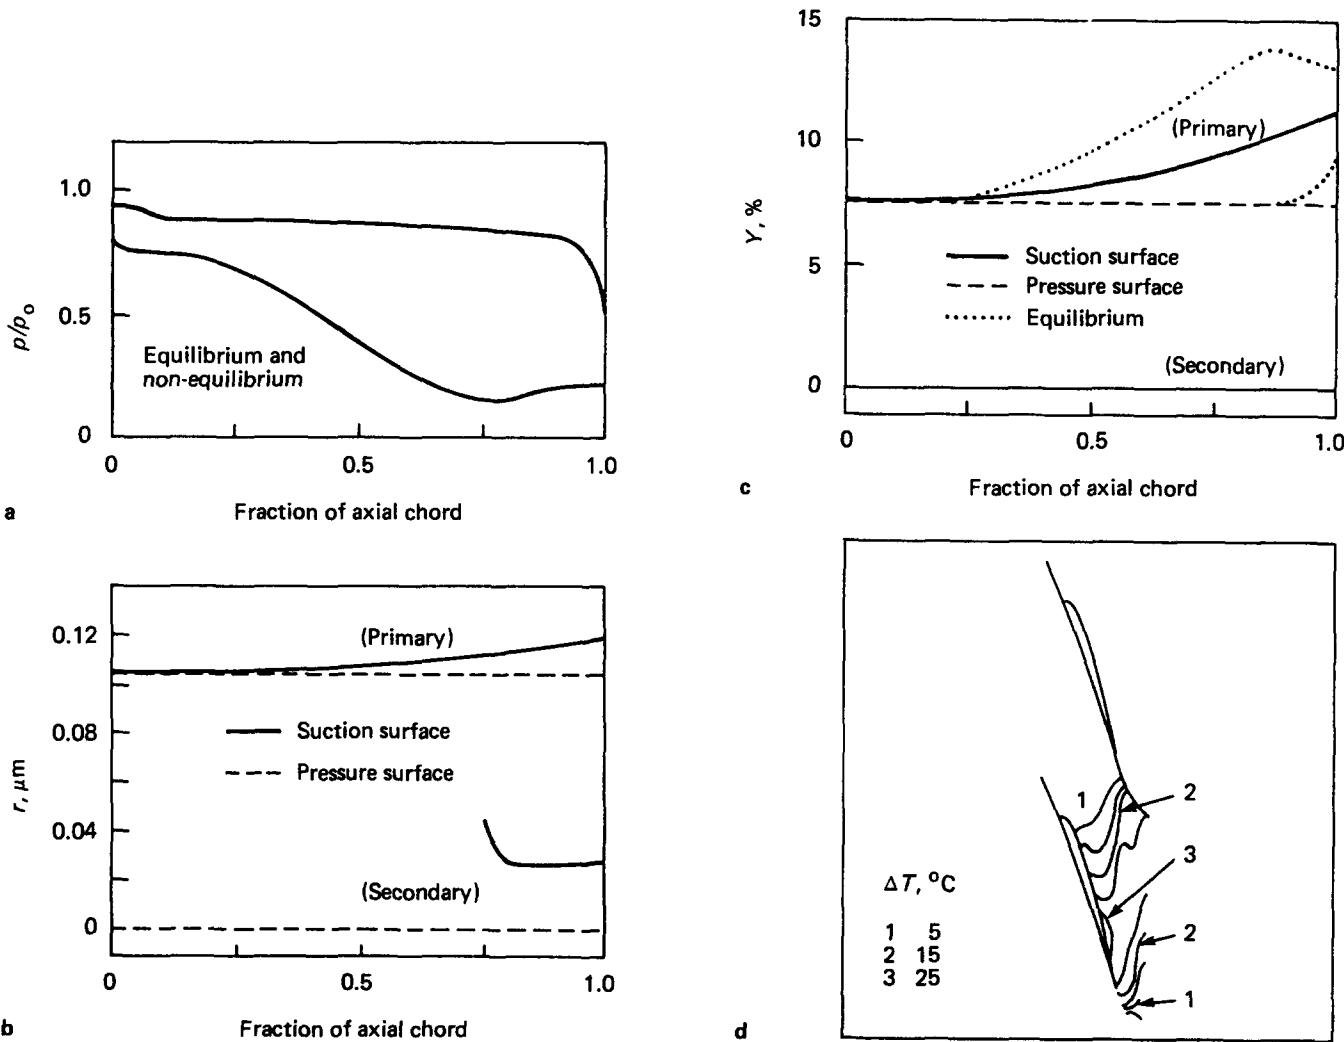 1.0
0.5
0
p/p₀
Equilibrium and
non-equilibrium
0
0.5
1.0
Fraction of axial chord
a
0.12
0.08
0.04
0
r, μm
(Primary)
Suction surface
Pressure surface
(Secondary)
0
0.5
1.0
Fraction of axial chord
b
15
10
5
0
Y, %
(Primary)
Suction surface
Pressure surface
Equilibrium
(Secondary)
0
0.5
1.0
Fraction of axial chord
c
1
2
3
2
1
ΔT, °C
1 5
2 15
3 25
d